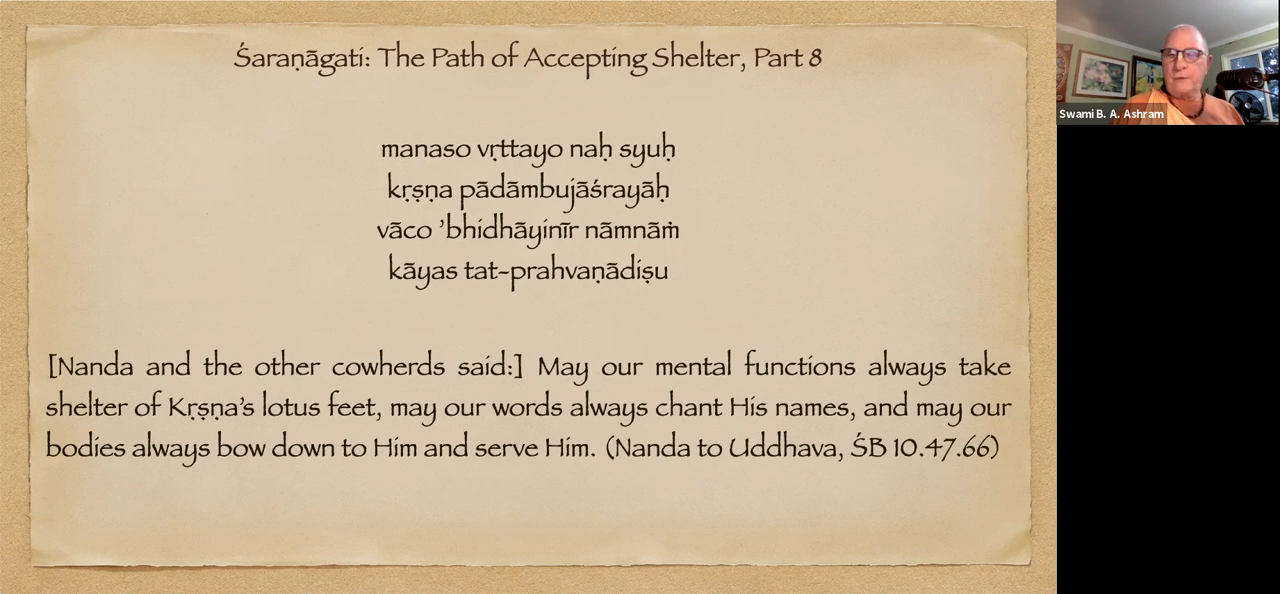 Śaraṇāgati: The Path of Accepting Shelter, Part 8
manaso vṛttayo naḥ syuḥ
kṛṣṇa pādāmbujāśrayāḥ
vāco ’bhidhāyinīr nāmnāṁ
kāyas tat-prahvaṇādiṣu
[Nanda and the other cowherds said:] May our mental functions always take
shelter of Kṛṣṇa’s lotus feet, may our words always chant His names, and may our
bodies always bow down to Him and serve Him. (Nanda to Uddhava, ŚB 10.47.66)
Swami B. A. Ashram